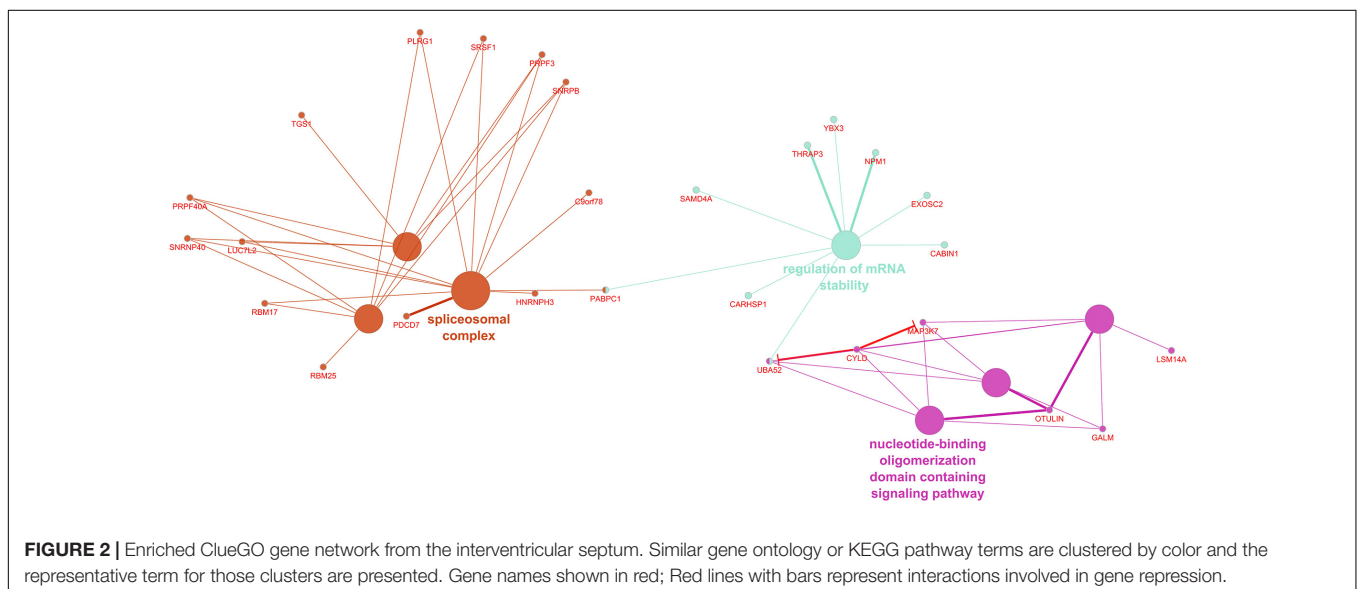 PLRG1
SRSF1
PRPF3
SNRPB
TGS1
YBX3
THRAP3
NPM1
PRPF40A
SAMD4A
C9orf78
EXOSC2
SNRNP40
LUC7L2
CABIN1
regulation of mRNA
stability
RBM17
HNRNPH3
PABPC1
CARHSP1
PDCD7
spliceosomal
complex
MAP3K7
RBM25
UBA52
CYLD
LSM14A
OTULIN
GALM
nucleotide-binding
oligomerization
domain containing
signaling pathway
FIGURE 2 | Enriched ClueGO gene network from the interventricular septum. Similar gene ontology or KEGG pathway terms are clustered by color and the
representative term for those clusters are presented. Gene names shown in red; Red lines with bars represent interactions involved in gene repression.